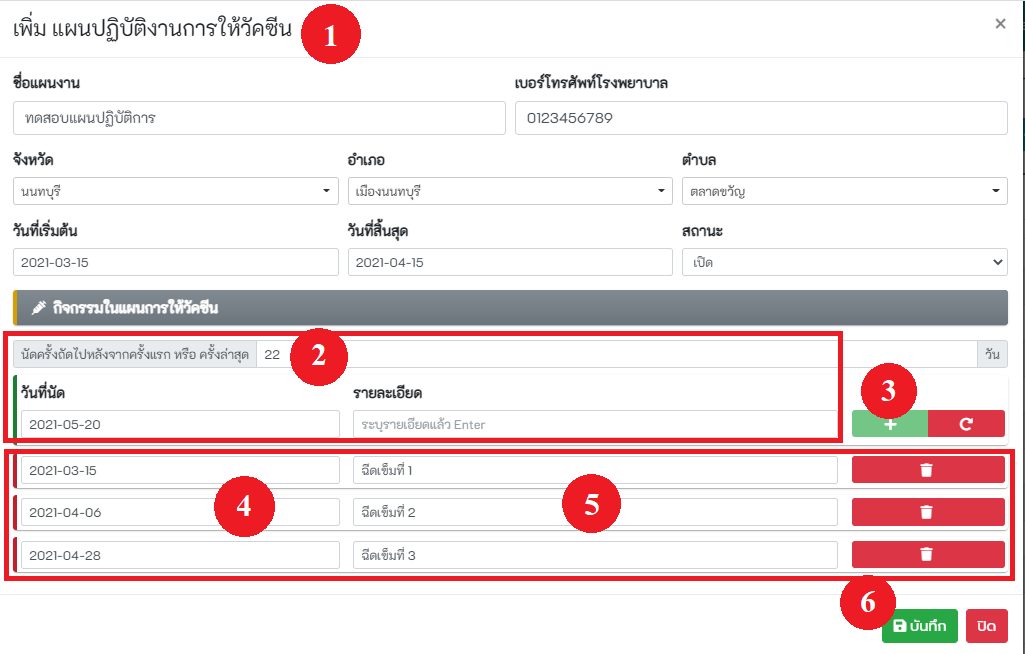 เพิ่ม แผนปฏิบัติงานการให้วัคซีน 1 ×
ชื่อแผนงาน เบอร์โทรศัพท์โรงพยาบาล
ทดสอบแผนปฏิบัติการ 0123456789
จังหวัด อำเภอ ตำบล
นนทบุรี เมืองนนทบุรี ตลาดขวัญ
วันที่เริ่มต้น วันที่สิ้นสุด สถานะ
2021-03-15 2021-04-15 เปิด
กิจกรรมในแผนการให้วัคซีน
นัดครั้งถัดไปหลังจากครั้งแรก หรือ ครั้งล่าสุด 22 2 วัน
วันที่นัด รายละเอียด 3
2021-05-20 ระบุรายเอียดแล้ว Enter +
2021-03-15 ฉีดเข็มที่ 1
2021-04-06 4 ฉีดเข็มที่ 2 5
2021-04-28 ฉีดเข็มที่ 3
6
บันทึก ปิด